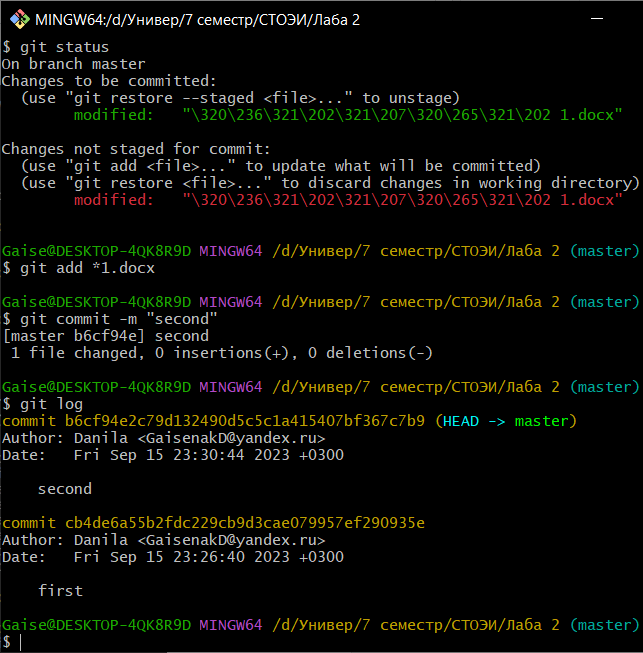 MINGW64:/d/Универ/7 семестр/СТОЭИ/Лаба 2
$ git status
On branch master
Changes to be committed:
  (use "git restore --staged <file>..." to unstage)
        modified:   "\320\236\321\202\321\207\320\265\321\202 1.docx"

Changes not staged for commit:
  (use "git add <file>..." to update what will be committed)
  (use "git restore <file>..." to discard changes in working directory)
        modified:   "\320\236\321\202\321\207\320\265\321\202 1.docx"

Gaise@DESKTOP-4QK8R9D MINGW64 /d/Универ/7 семестр/СТОЭИ/Лаба 2 (master)
$ git add *1.docx

Gaise@DESKTOP-4QK8R9D MINGW64 /d/Универ/7 семестр/СТОЭИ/Лаба 2 (master)
$ git commit -m "second"
[master b6cf94e] second
 1 file changed, 0 insertions(+), 0 deletions(-)

Gaise@DESKTOP-4QK8R9D MINGW64 /d/Универ/7 семестр/СТОЭИ/Лаба 2 (master)
$ git log
commit b6cf94e2c79d132490d5c5c1a415407bf367c7b9 (HEAD -> master)
Author: Danila <GaisenakD@yandex.ru>
Date:   Fri Sep 15 23:30:44 2023 +0300

    second

commit cb4de6a55b2fdc229cb9d3cae079957ef290935e
Author: Danila <GaisenakD@yandex.ru>
Date:   Fri Sep 15 23:26:40 2023 +0300

    first

Gaise@DESKTOP-4QK8R9D MINGW64 /d/Универ/7 семестр/СТОЭИ/Лаба 2 (master)
$